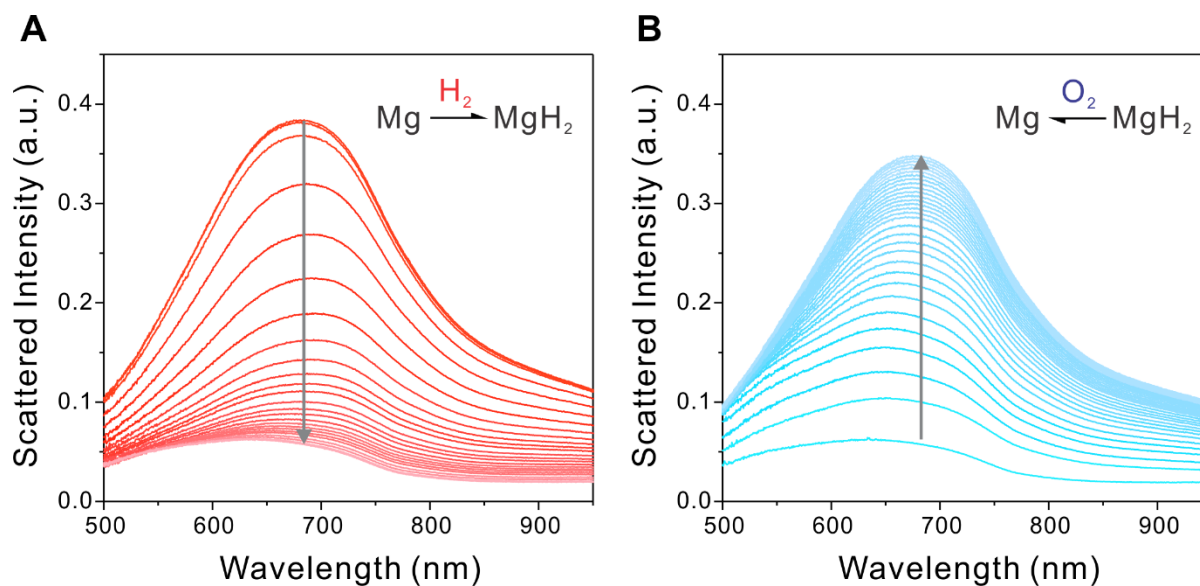 A
Scattered Intensity (a.u.)
0.4
0.3
0.2
0.1
0.0
H2
Mg → MgH2
500 600 700 800 900
Wavelength (nm)
B
Scattered Intensity (a.u.)
0.4
0.3
0.2
0.1
0.0
O2
Mg ← MgH2
500 600 700 800 900
Wavelength (nm)